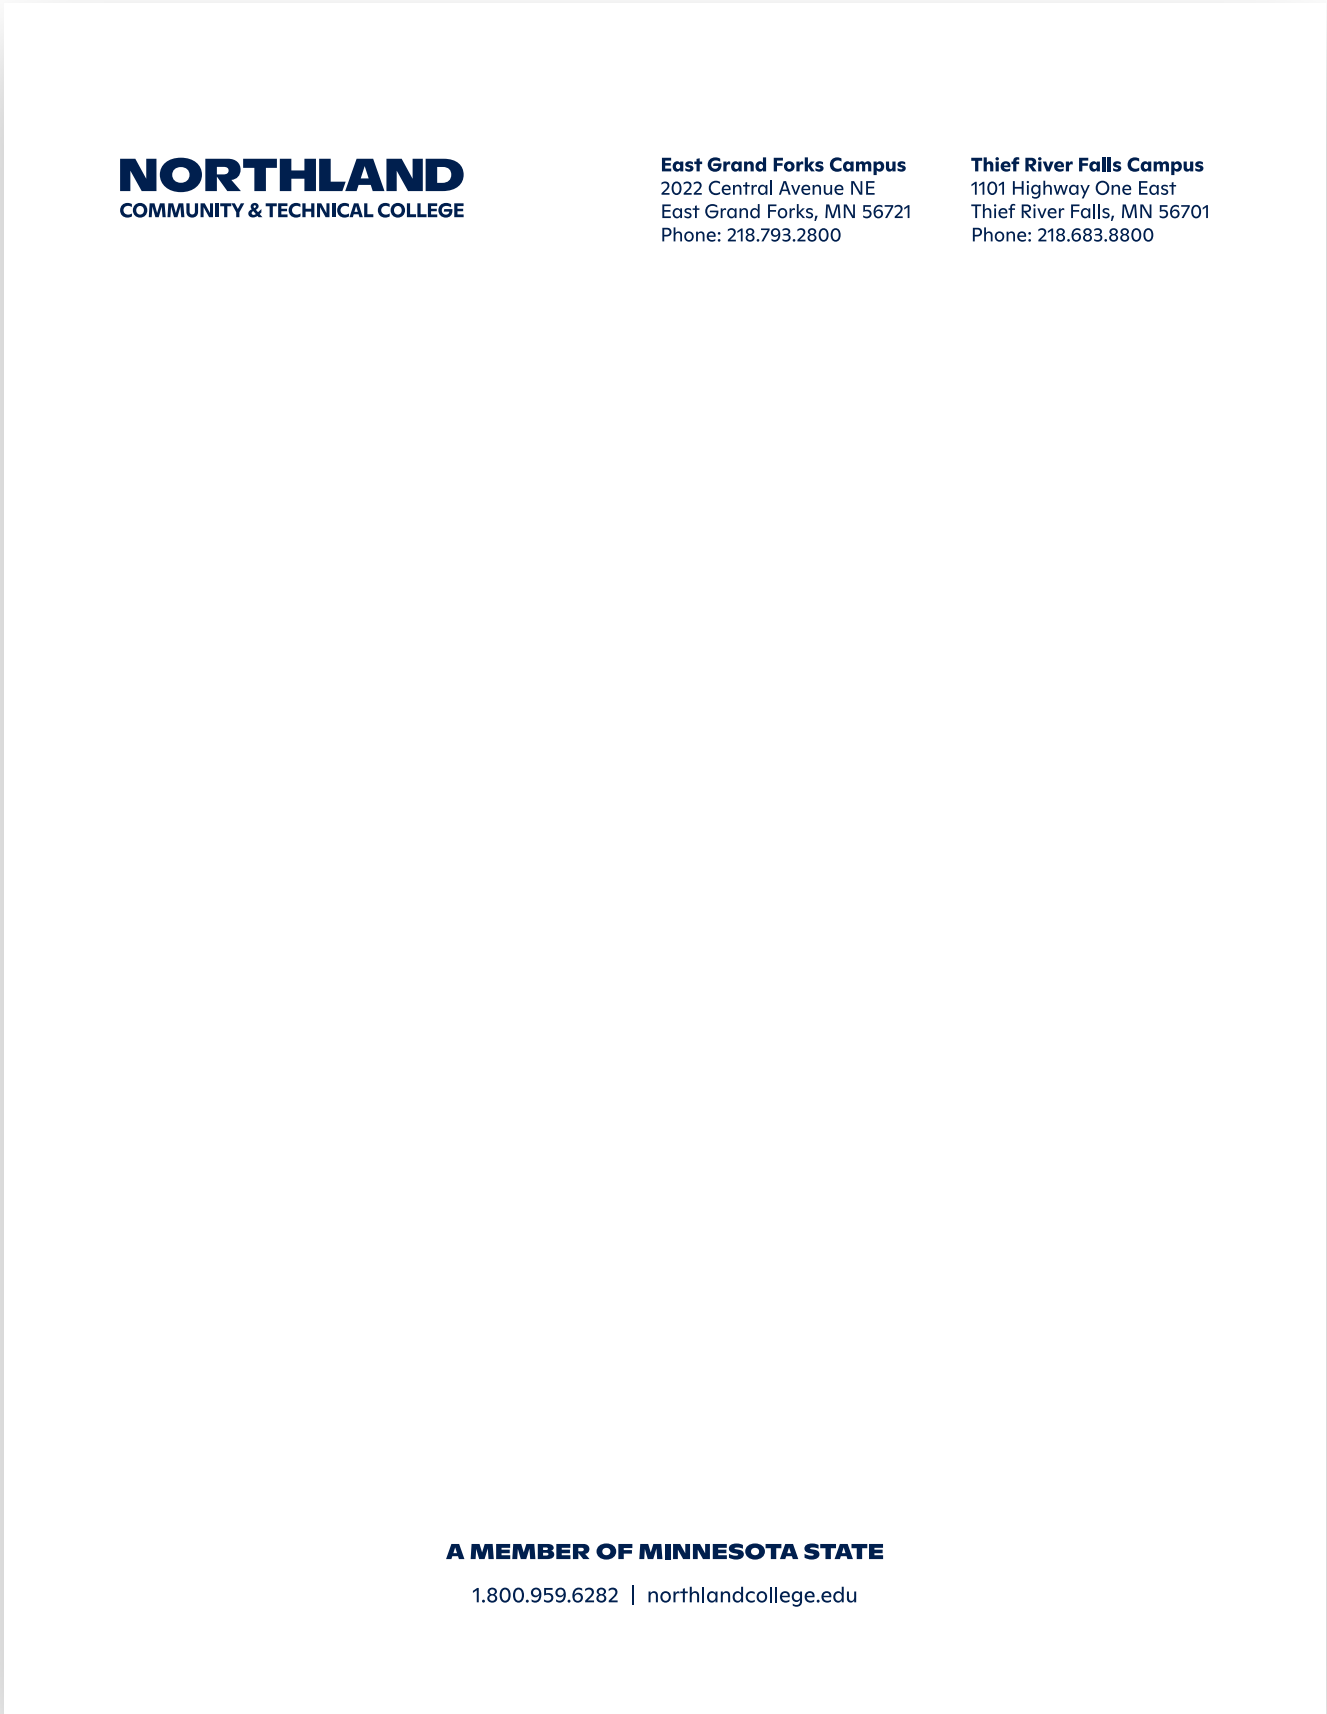 NORTHLAND
COMMUNITY & TECHNICAL COLLEGE
East Grand Forks Campus
2022 Central Avenue NE
East Grand Forks, MN 56721
Phone: 218.793.2800
Thief River Falls Campus
1101 Highway One East
Thief River Falls, MN 56701
Phone: 218.683.8800
A MEMBER OF MINNESOTA STATE
1.800.959.6282 | northlandcollege.edu